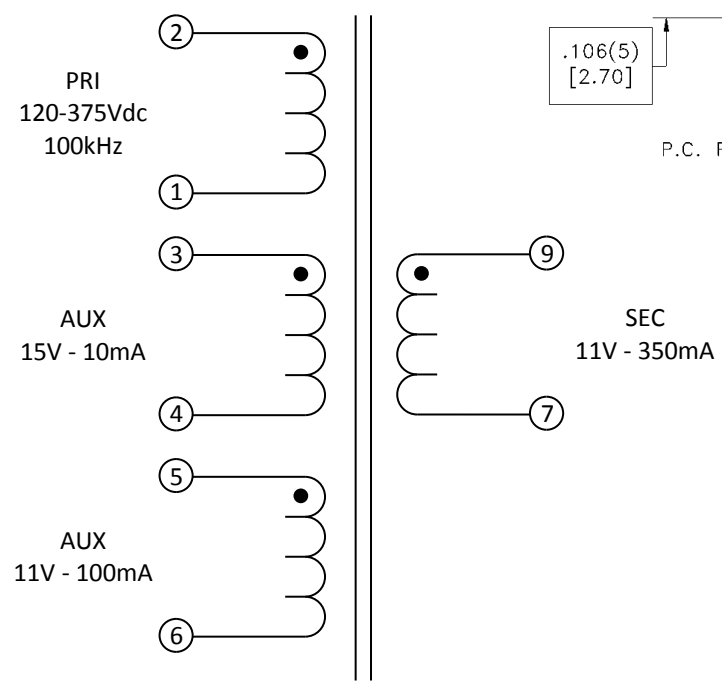 2
PRI
120-375Vdc
100kHz
1
3
AUX
15V - 10mA
4
5
AUX
11V - 100mA
6
9
SEC
11V - 350mA
7
.106(5)
[2.70]
P.C.